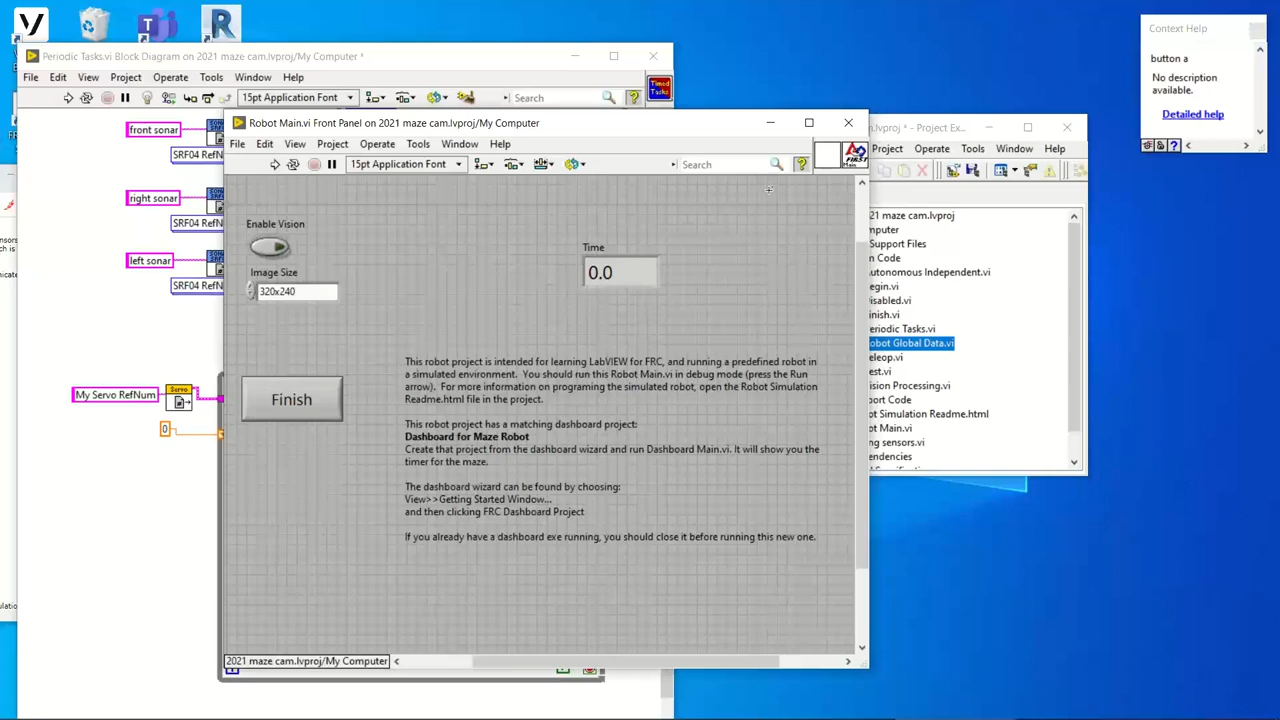 Context Help
button a
No description
available.
Detailed help
Periodic Tasks.vi Block Diagram on 2021 maze cam.lvproj/My Computer *
File Edit View Project Operate Tools Window Help
15pt Application Font
Search
Timed
Tasks
front sonar
SRF04 RefN
right sonar
SRF04 RefN
left sonar
SRF04 RefN
My Servo RefNum
Servo
0
Robot Main.vi Front Panel on 2021 maze cam.lvproj/My Computer
File Edit View Project Operate Tools Window Help
15pt Application Font
Search
FIRST
Main
Enable Vision
Image Size
320x240
Time
0.0
Finish
This robot project is intended for learning LabVIEW for FRC, and running a predefined robot in
a simulated environment. You should run this Robot Main.vi in debug mode (press the Run
arrow). For more information on programing the simulated robot, open the Robot Simulation
Readme.html file in the project.
This robot project has a matching dashboard project:
Dashboard for Maze Robot
Create that project from the dashboard wizard and run Dashboard Main.vi. It will show you the
timer for the maze.
The dashboard wizard can be found by choosing:
View>>Getting Started Window...
and then clicking FRC Dashboard Project
If you already have a dashboard exe running, you should close it before running this new one.
2021 maze cam.lvproj/My Computer
am.lvproj * - Project Ex...
Project Operate Tools Window Help
21 maze cam.lvproj
mputer
Support Files
m Code
utonomous Independent.vi
egin.vi
isabled.vi
inish.vi
eriodic Tasks.vi
obot Global Data.vi
eleop.vi
est.vi
ision Processing.vi
port Code
ot Simulation Readme.html
ot Main.vi
ng sensors.vi
endencies